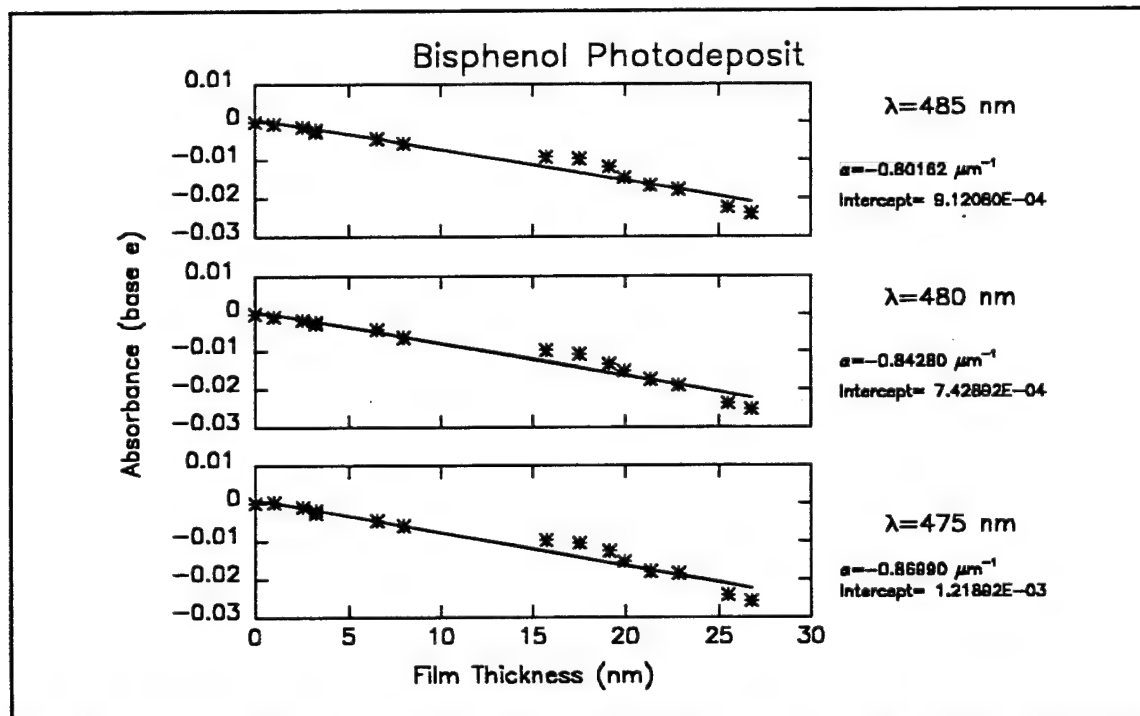 Bisphenol Photodeposit
0.01
0
−0.01
−0.02
−0.03
λ=485 nm
α=−0.80162 μm⁻¹
Intercept= 9.12080E−04
0.01
0
−0.01
−0.02
−0.03
λ=480 nm
α=−0.84280 μm⁻¹
Intercept= 7.42892E−04
0.01
0
−0.01
−0.02
−0.03
λ=475 nm
α=−0.86990 μm⁻¹
Intercept= 1.21892E−03
0 5 10 15 20 25 30
Film Thickness (nm)
Absorbance (base e)